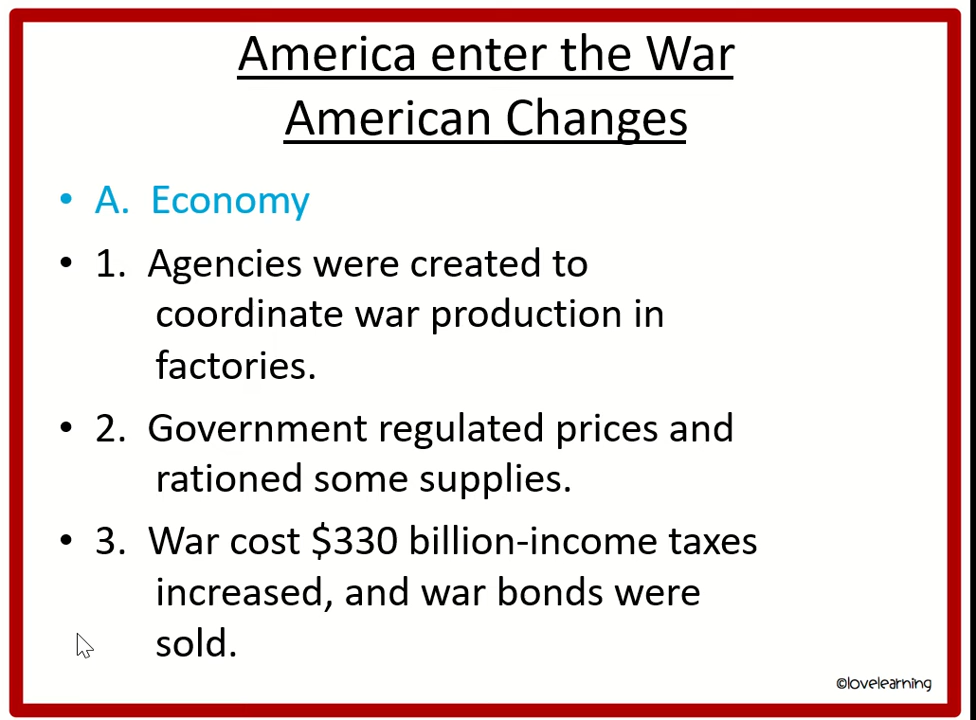 America enter the War
American Changes
• A. Economy
• 1. Agencies were created to
coordinate war production in
factories.
• 2. Government regulated prices and
rationed some supplies.
• 3. War cost $330 billion-income taxes
increased, and war bonds were
sold.
©lovelearning